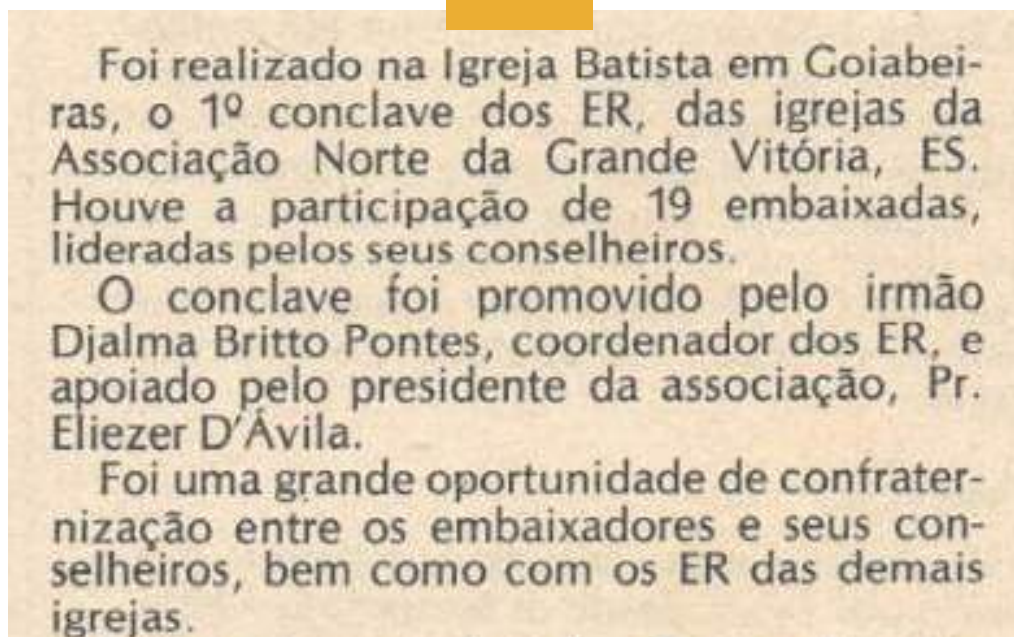 Foi realizado na Igreja Batista em Goiabei-
ras, o 1º conclave dos ER, das igrejas da
Associação Norte da Grande Vitória, ES.
Houve a participação de 19 embaixadas,
lideradas pelos seus conselheiros.
O conclave foi promovido pelo irmão
Djalma Britto Pontes, coordenador dos ER, e
apoiado pelo presidente da associação, Pr.
Eliezer D'Ávila.
Foi uma grande oportunidade de confrater-
nização entre os embaixadores e seus con-
selheiros, bem como com os ER das demais
igrejas.